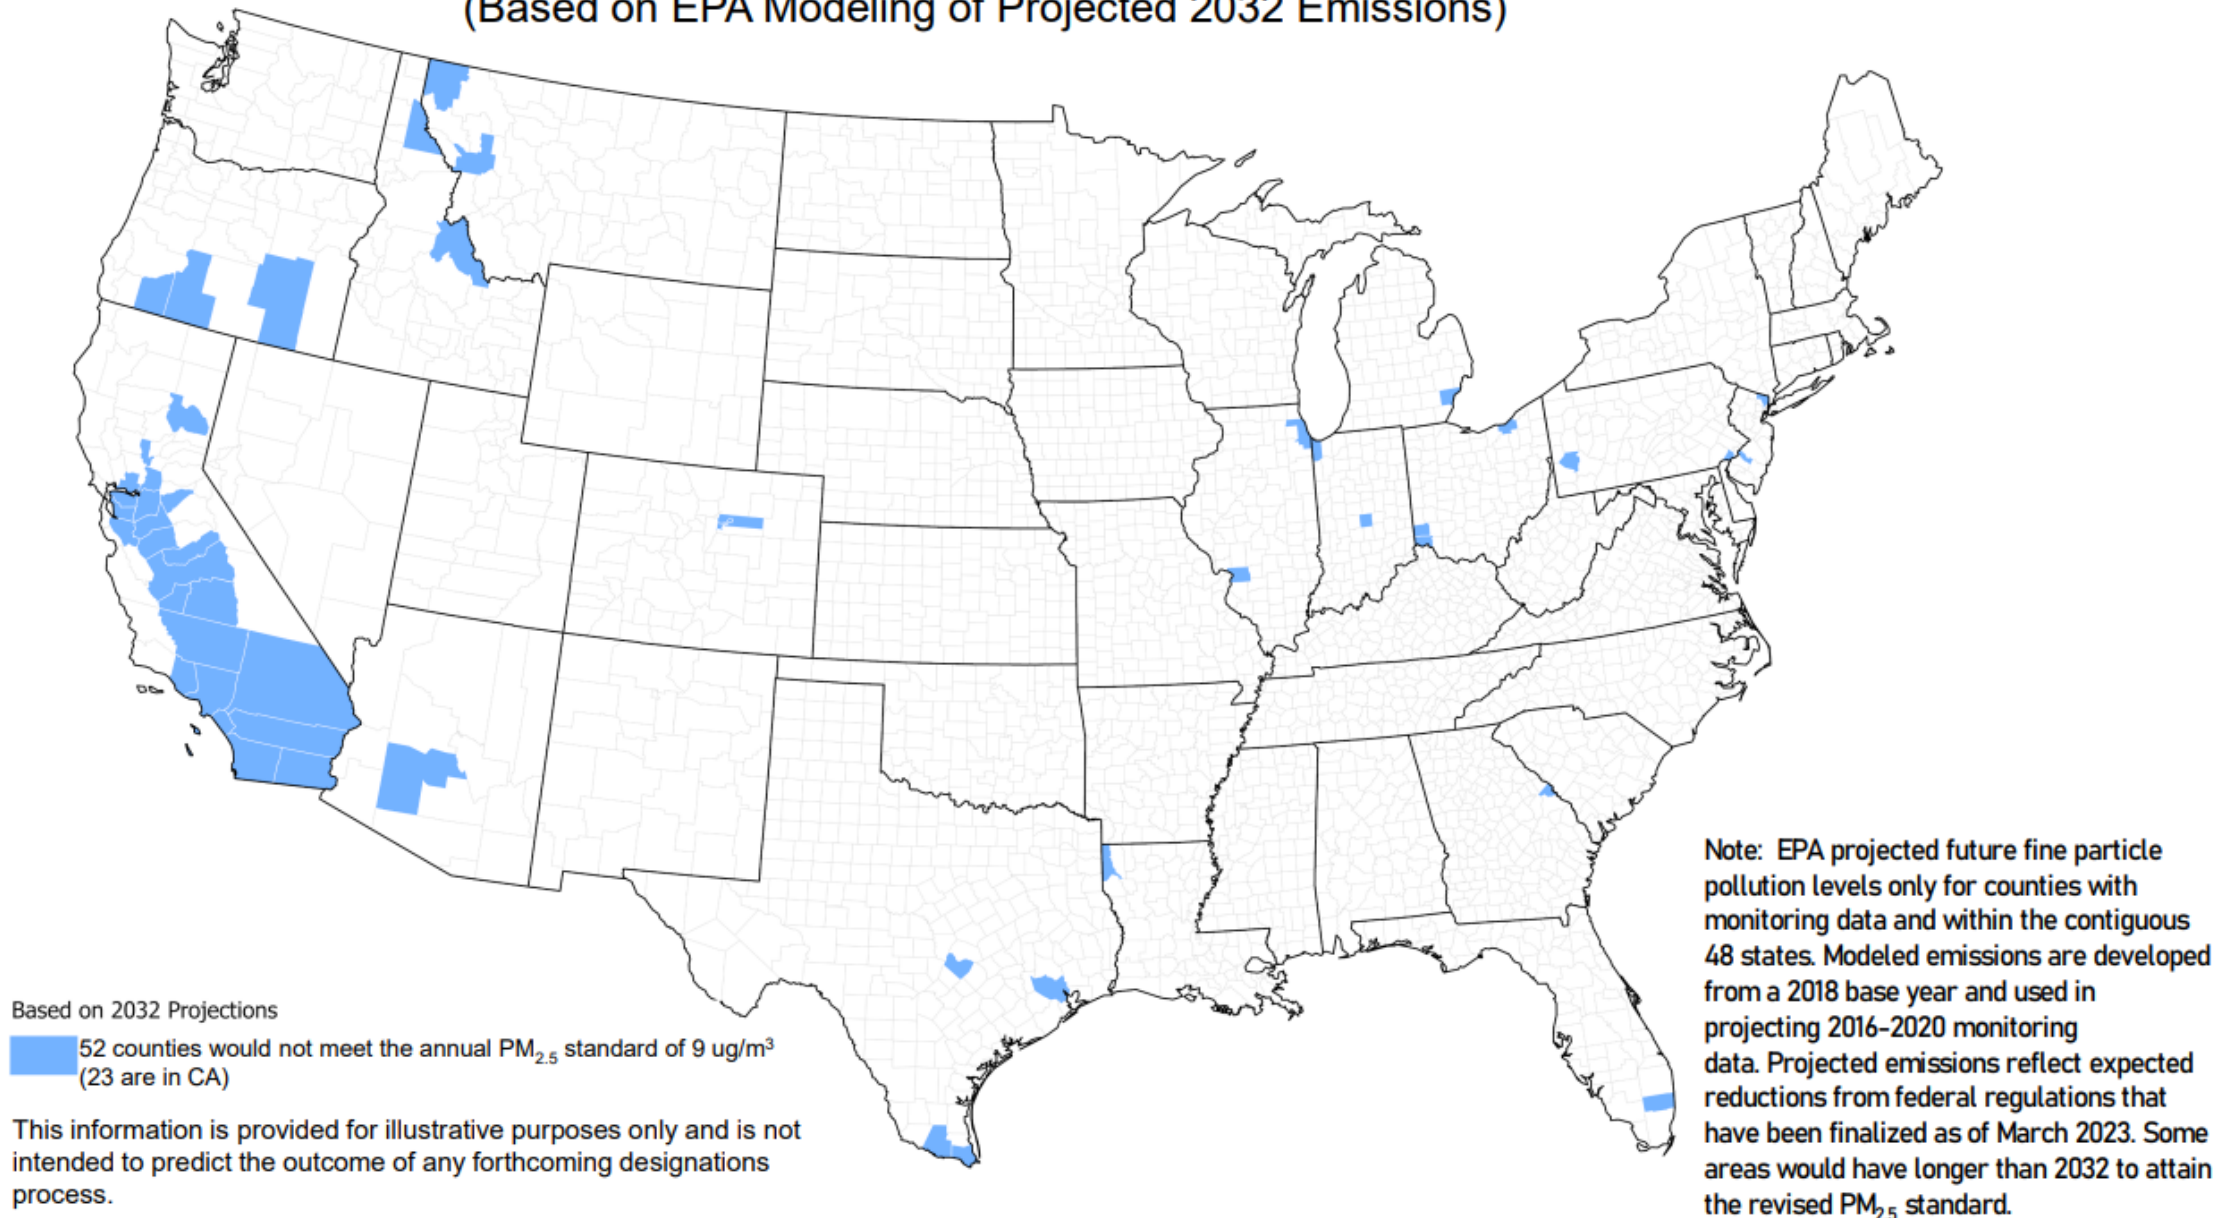 (Based on EPA Modeling of Projected 2032 Emissions)
Note: EPA projected future fine particle
pollution levels only for counties with
monitoring data and within the contiguous
48 states. Modeled emissions are developed
from a 2018 base year and used in
projecting 2016-2020 monitoring
data. Projected emissions reflect expected
reductions from federal regulations that
have been finalized as of March 2023. Some
areas would have longer than 2032 to attain
the revised PM2.5 standard.
Based on 2032 Projections
52 counties would not meet the annual PM2.5 standard of 9 ug/m3
(23 are in CA)
This information is provided for illustrative purposes only and is not
intended to predict the outcome of any forthcoming designations
process.